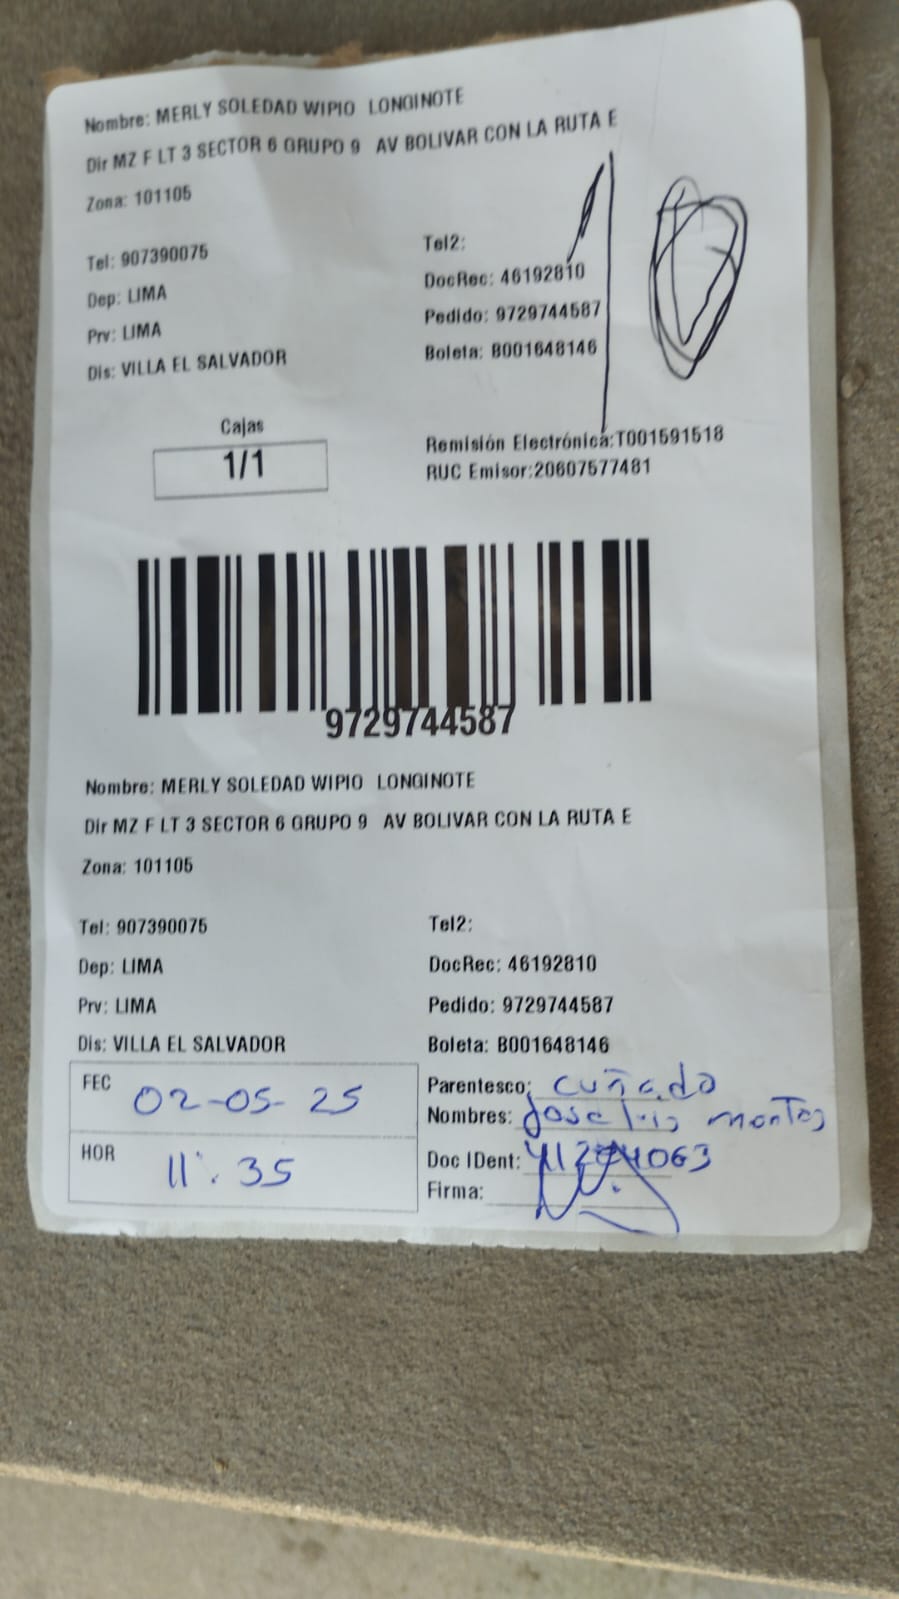 Nombre: MERLY SOLEDAD WIPIO LONGINOTE
Dir MZ F LT 3 SECTOR 6 GRUPO 9 AV BOLIVAR CON LA RUTA E
Zona: 101105
Tel: 907390075 Tel2:
Dep: LIMA DocRec: 46192810
Prv: LIMA Pedido: 9729744587
Dis: VILLA EL SALVADOR Boleta: B001648146
Cajas
1/1
Remisión Electrónica:T001591518
RUC Emisor:20607577481
9729744587
Nombre: MERLY SOLEDAD WIPIO LONGINOTE
Dir MZ F LT 3 SECTOR 6 GRUPO 9 AV BOLIVAR CON LA RUTA E
Zona: 101105
Tel: 907390075 Tel2:
Dep: LIMA DocRec: 46192810
Prv: LIMA Pedido: 9729744587
Dis: VILLA EL SALVADOR Boleta: B001648146
FEC 02-05-25
HOR 11:35
Parentesco: cuñado
Nombres: Jose luis montes
Doc IDent:
Firma: